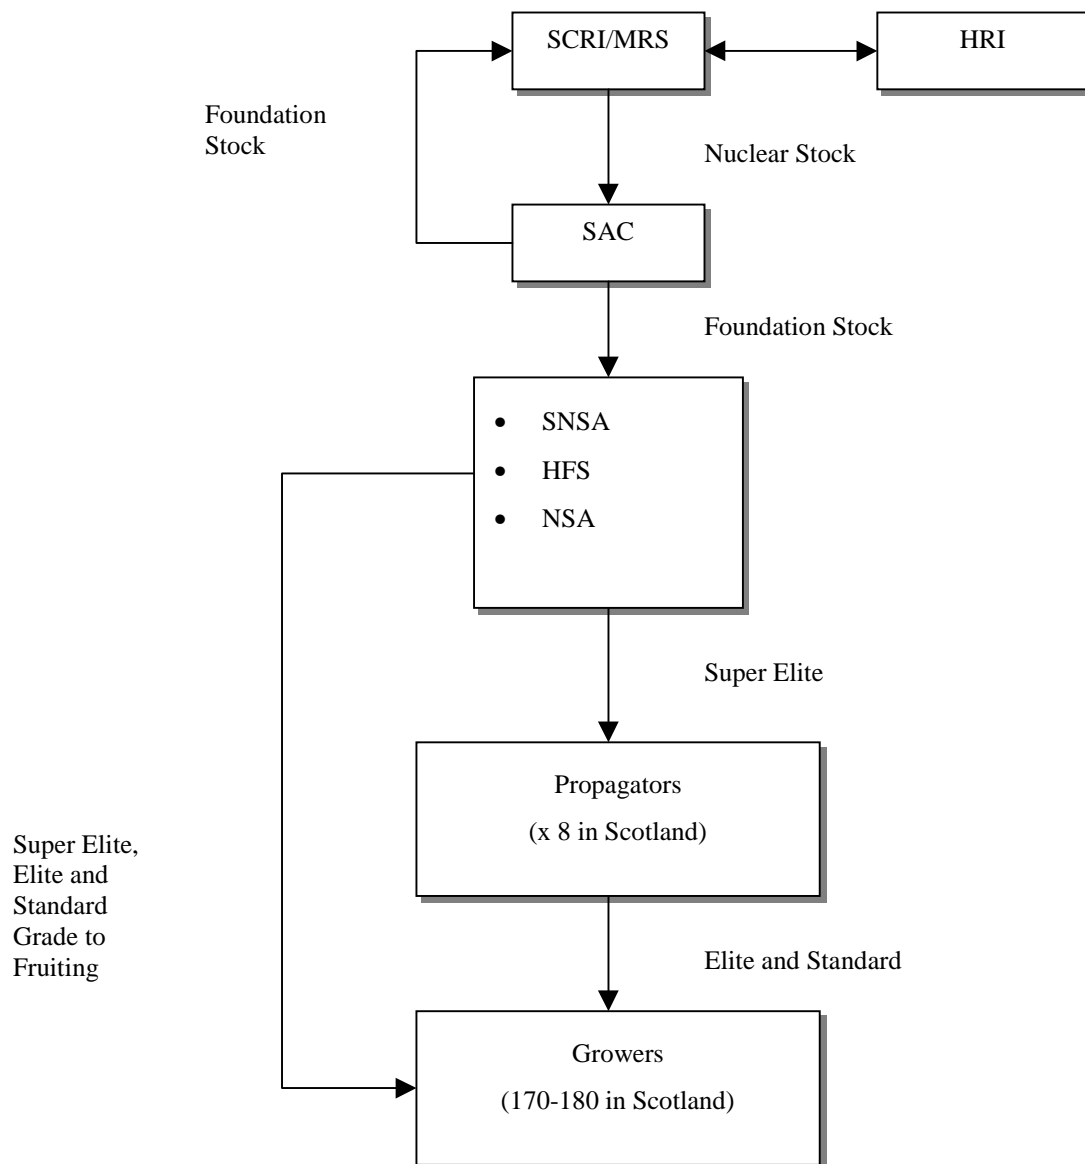 SCRI/MRS
HRI
Foundation
Stock
Nuclear Stock
SAC
Foundation Stock
• SNSA
• HFS
• NSA
Super Elite
Propagators
(x 8 in Scotland)
Super Elite,
Elite and
Standard
Grade to
Fruiting
Elite and Standard
Growers
(170-180 in Scotland)